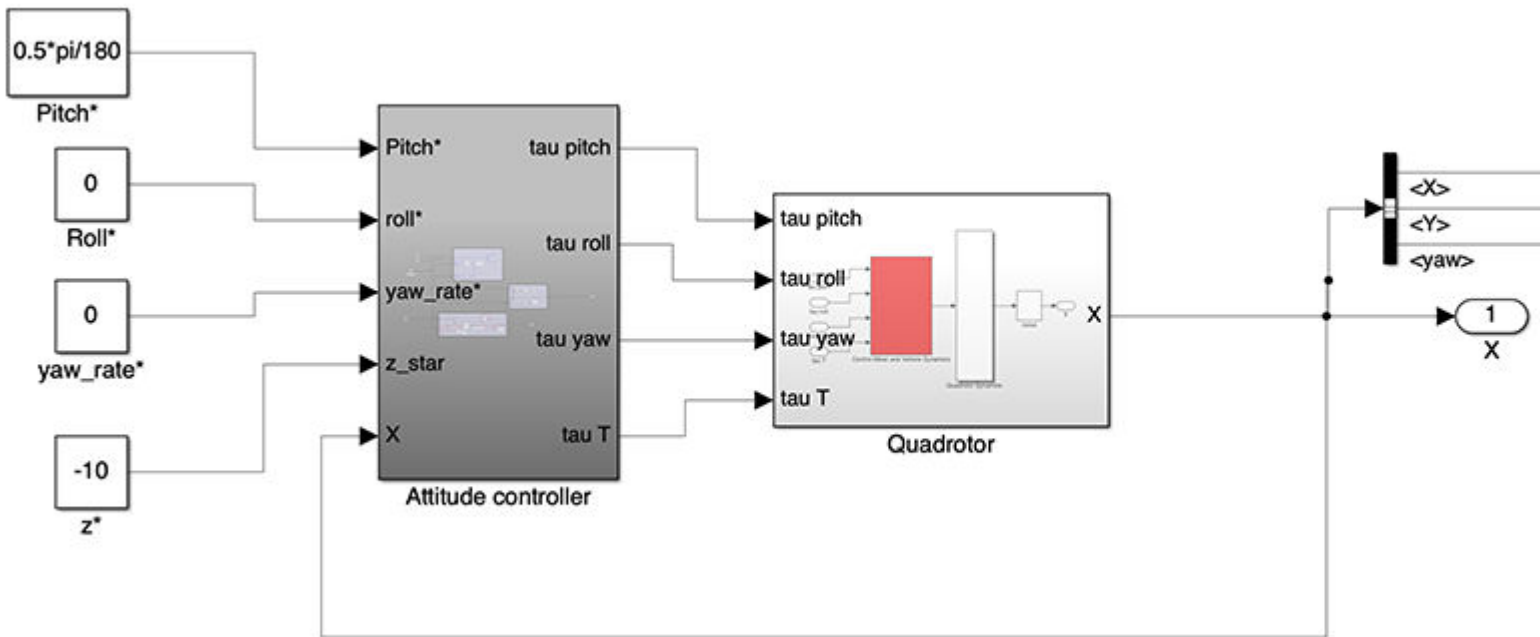 0.5*pi/180
Pitch*
0
Roll*
0
yaw_rate*
-10
z*
Pitch*
roll*
yaw_rate*
z_star
X
tau pitch
tau roll
tau yaw
tau T
Attitude controller
tau pitch
tau roll
tau yaw
tau T
X
Quadrotor
<X>
<Y>
<yaw>
1
X